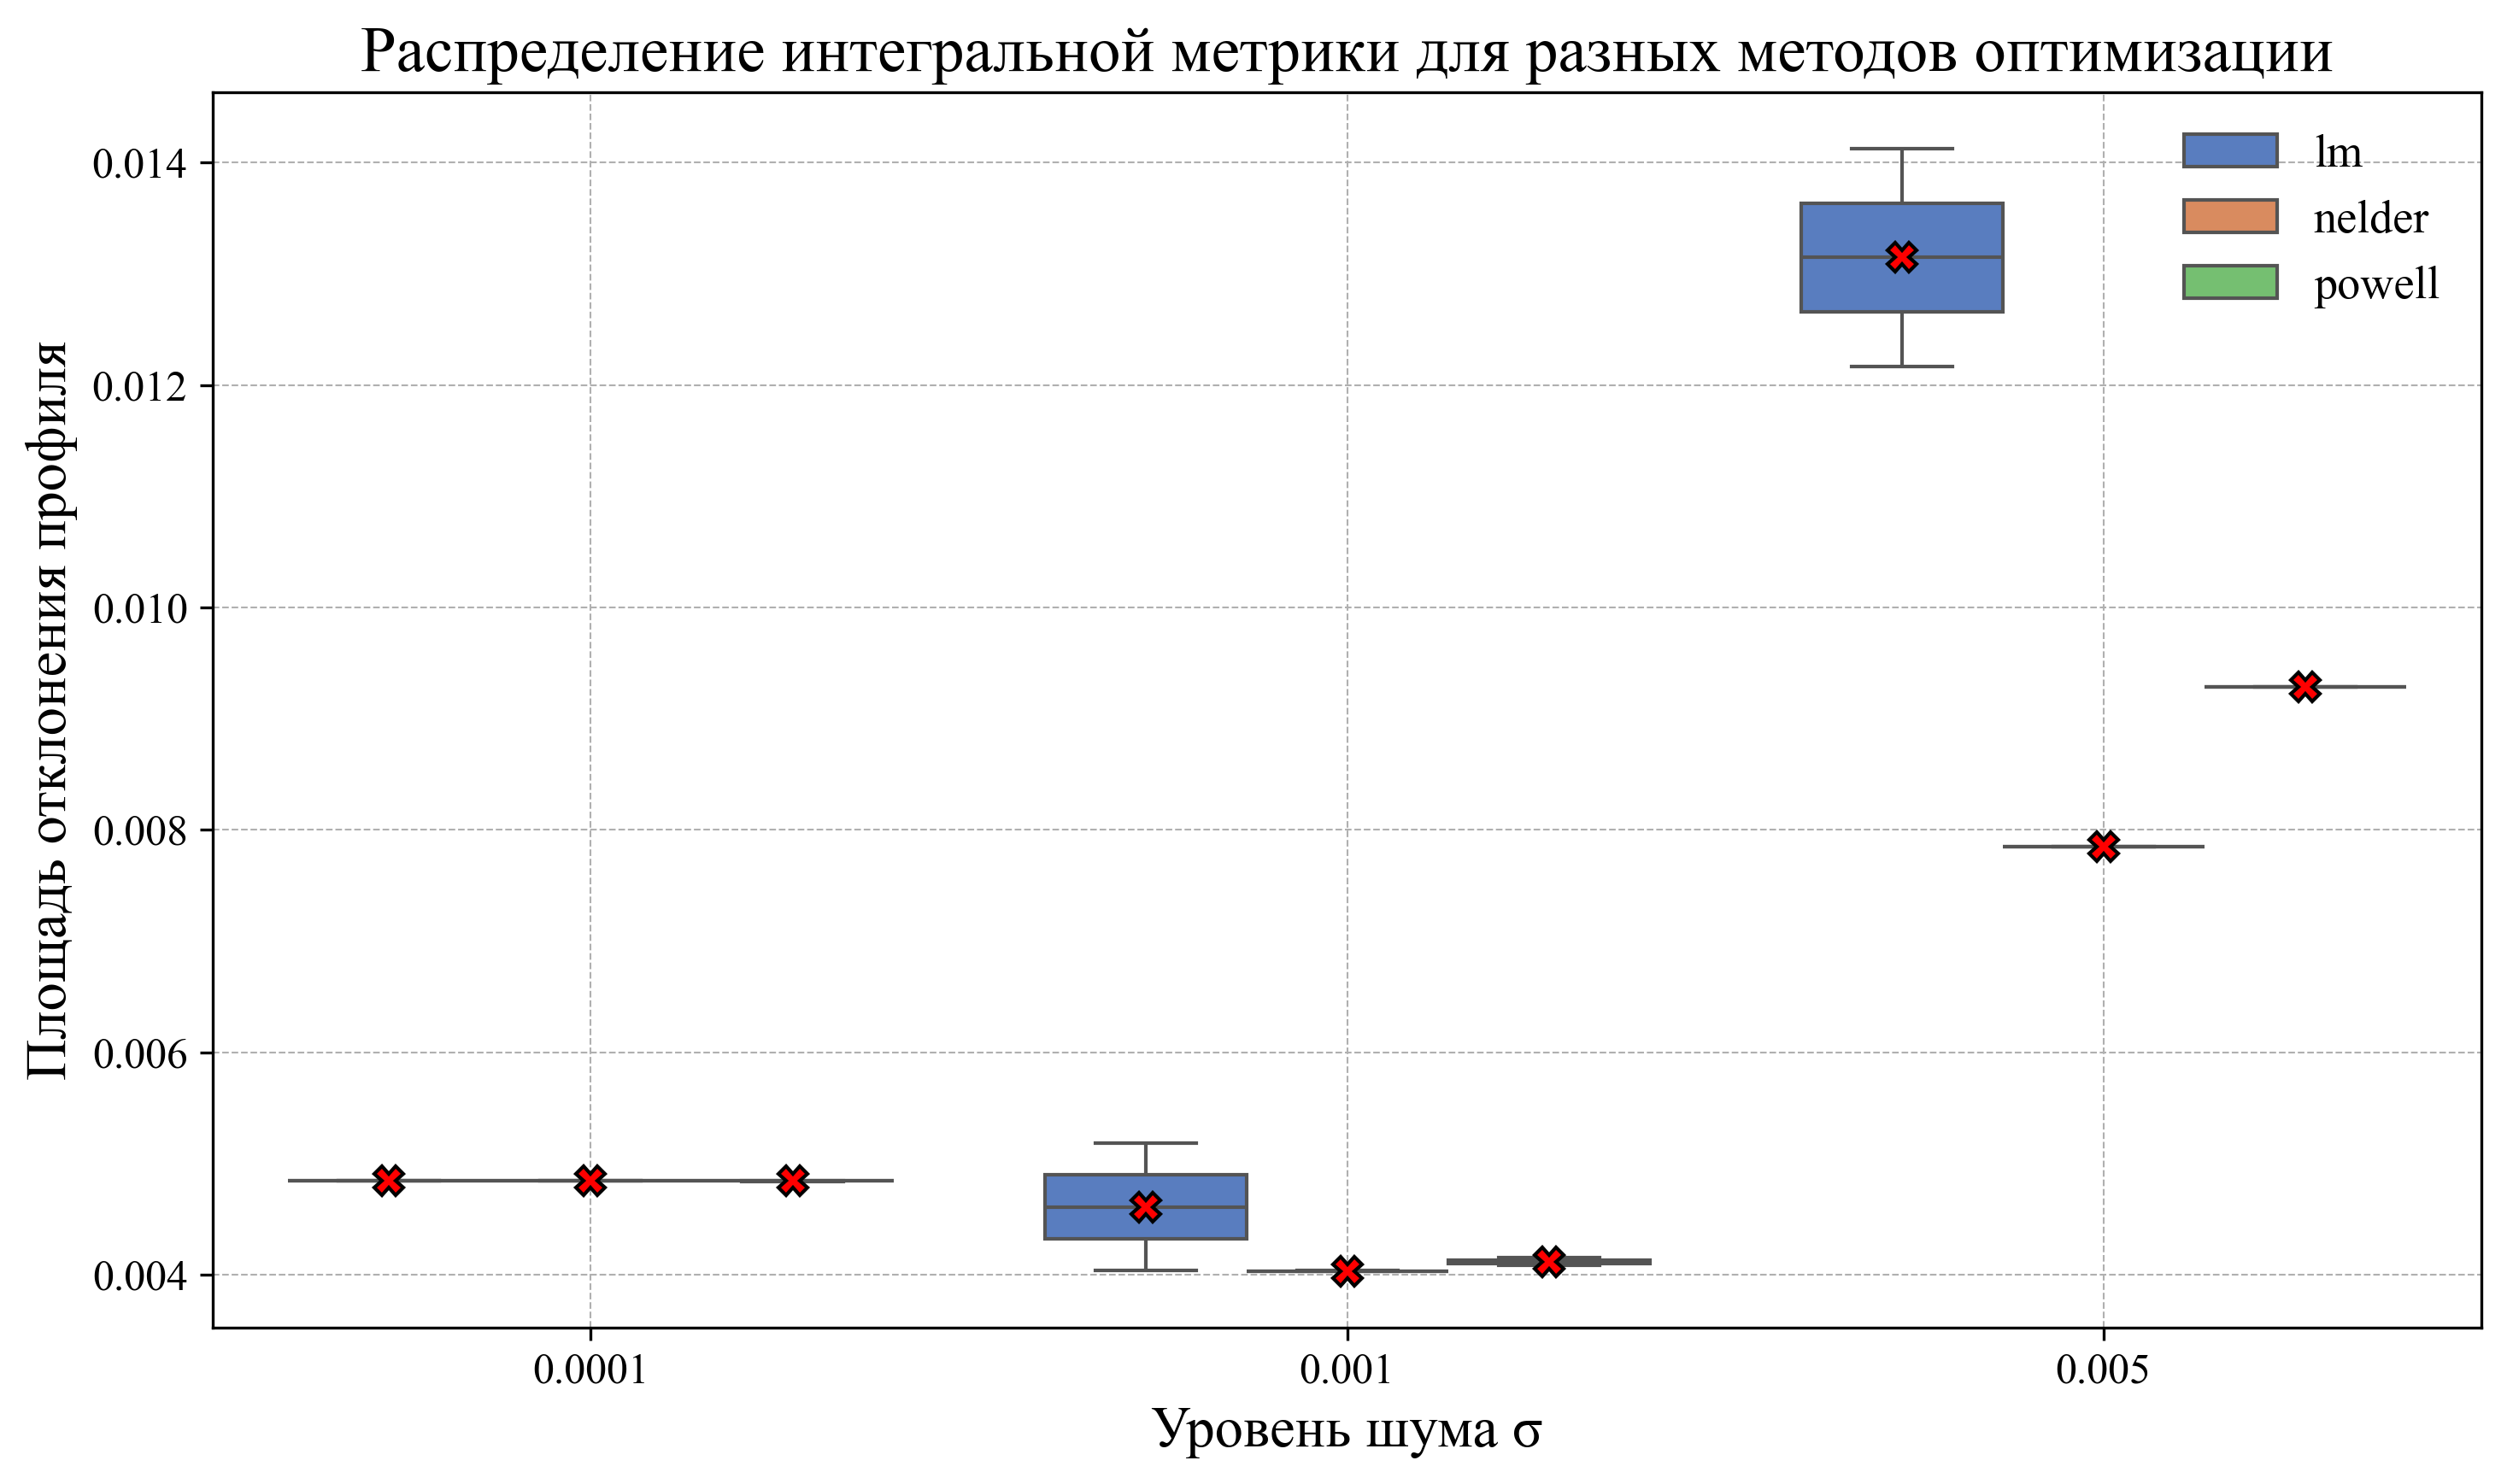 Распределение интегральной метрики для разных методов оптимизации
Площадь отклонения профиля
0.014
0.012
0.010
0.008
0.006
0.004
lm
nelder
powell
0.0001
0.001
0.005
Уровень шума σ